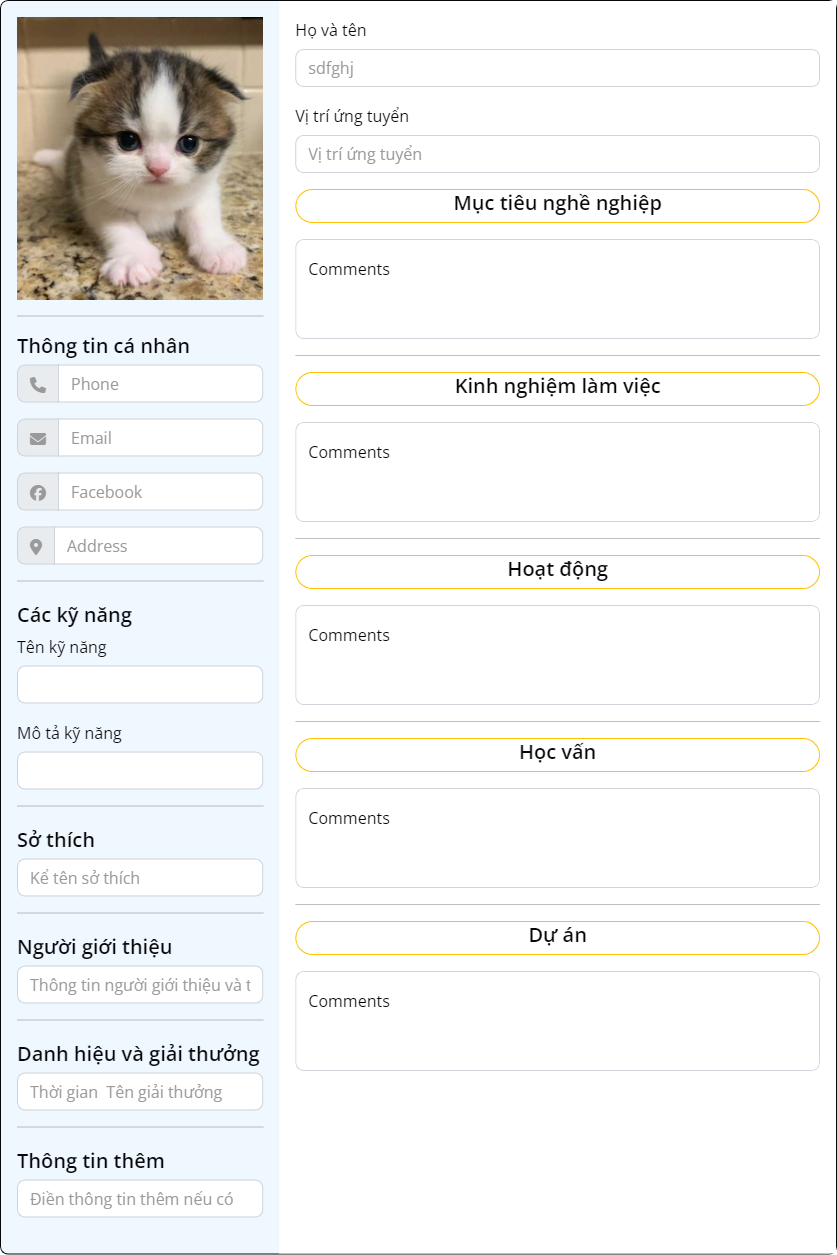 Thông tin cá nhân
Phone
Email
Facebook
Address
Các kỹ năng
Tên kỹ năng
Mô tả kỹ năng
Sở thích
Kể tên sở thích
Người giới thiệu
Thông tin người giới thiệu và t
Danh hiệu và giải thưởng
Thời gian  Tên giải thưởng
Thông tin thêm
Điền thông tin thêm nếu có
Họ và tên
sdfghj
Vị trí ứng tuyển
Vị trí ứng tuyển
Mục tiêu nghề nghiệp
Comments
Kinh nghiệm làm việc
Comments
Hoạt động
Comments
Học vấn
Comments
Dự án
Comments